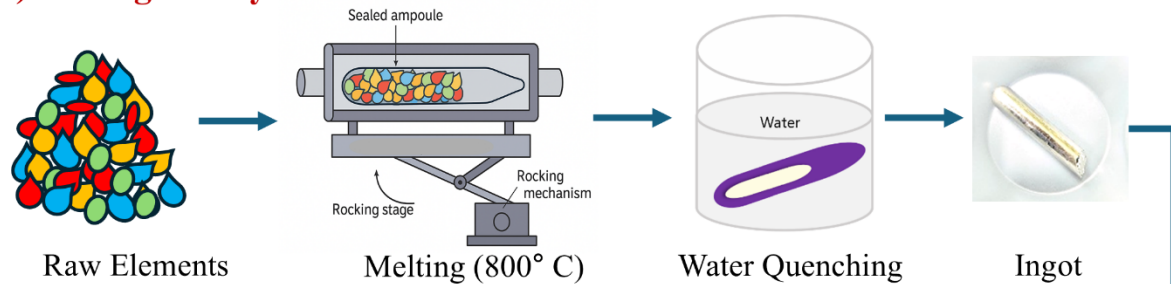 Sealed ampoule
Water
Rocking
mechanism
Rocking stage
Raw Elements
Melting (800° C)
Water Quenching
Ingot